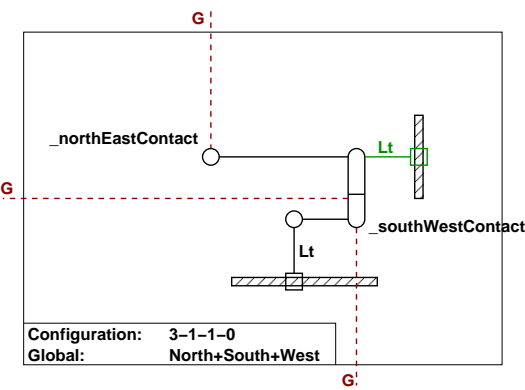 G
_northEastContact
Lt
G
_southWestContact
Lt
Configuration: 3–1–1–0
Global: North+South+West
G